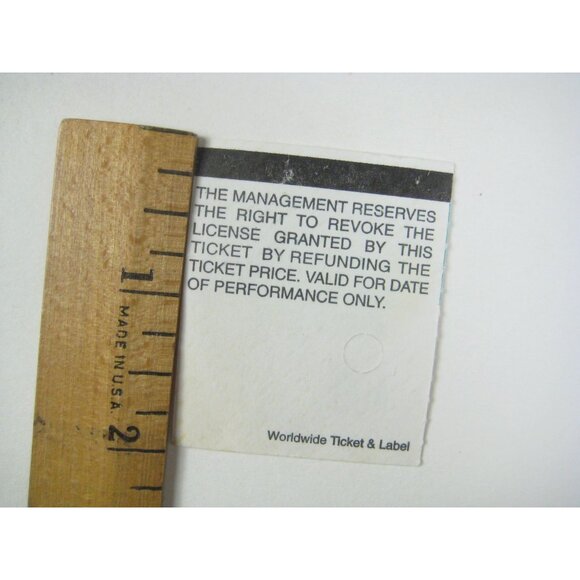 THE MANAGEMENT RESERVES
THE RIGHT TO REVOKE THE
LICENSE GRANTED BY THIS
TICKET BY REFUNDING THE
TICKET PRICE. VALID FOR DATE
OF PERFORMANCE ONLY.
Worldwide Ticket & Label
1
MADE IN U.S.A.
2